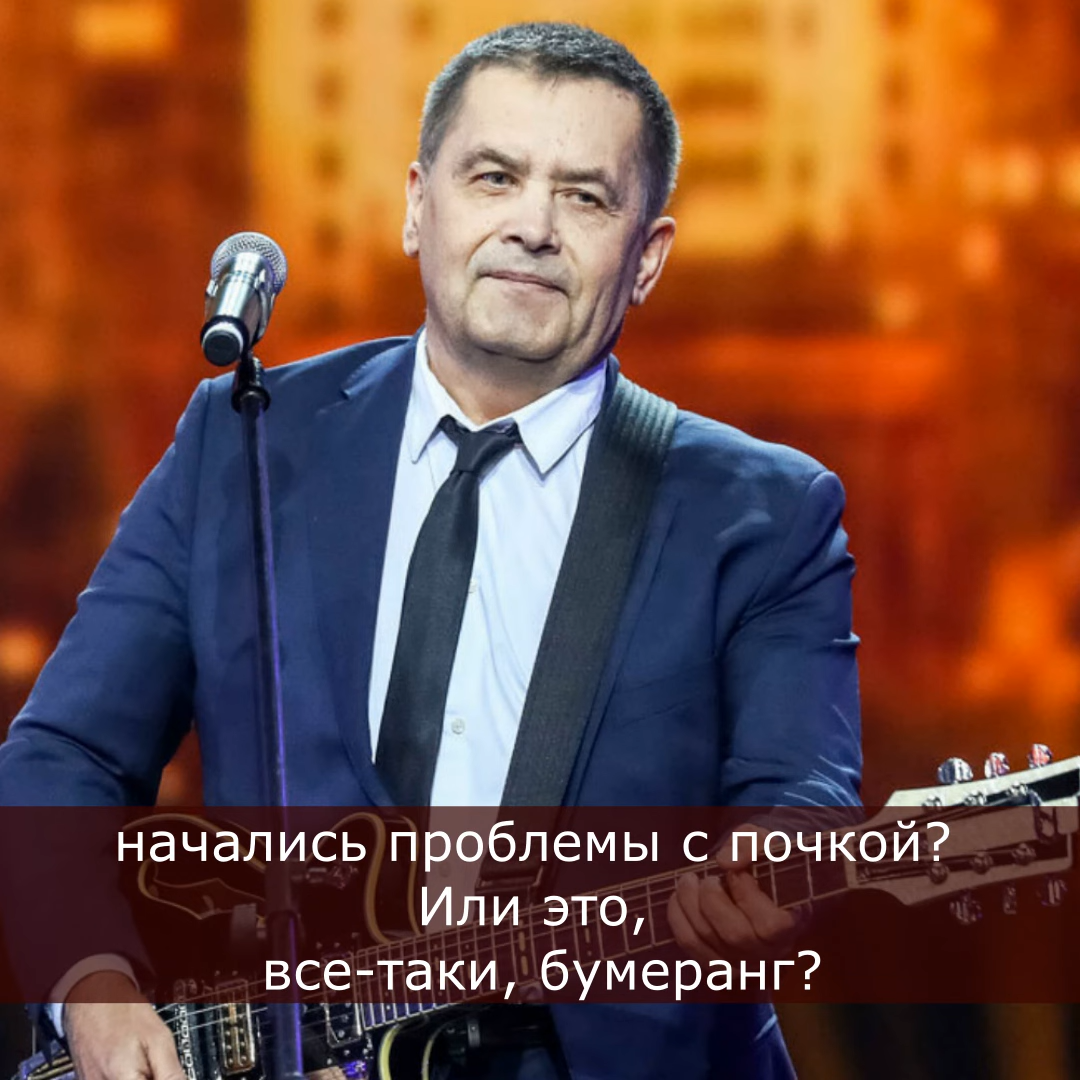 начались проблемы с почкой?
Или это,
все-таки, бумеранг?